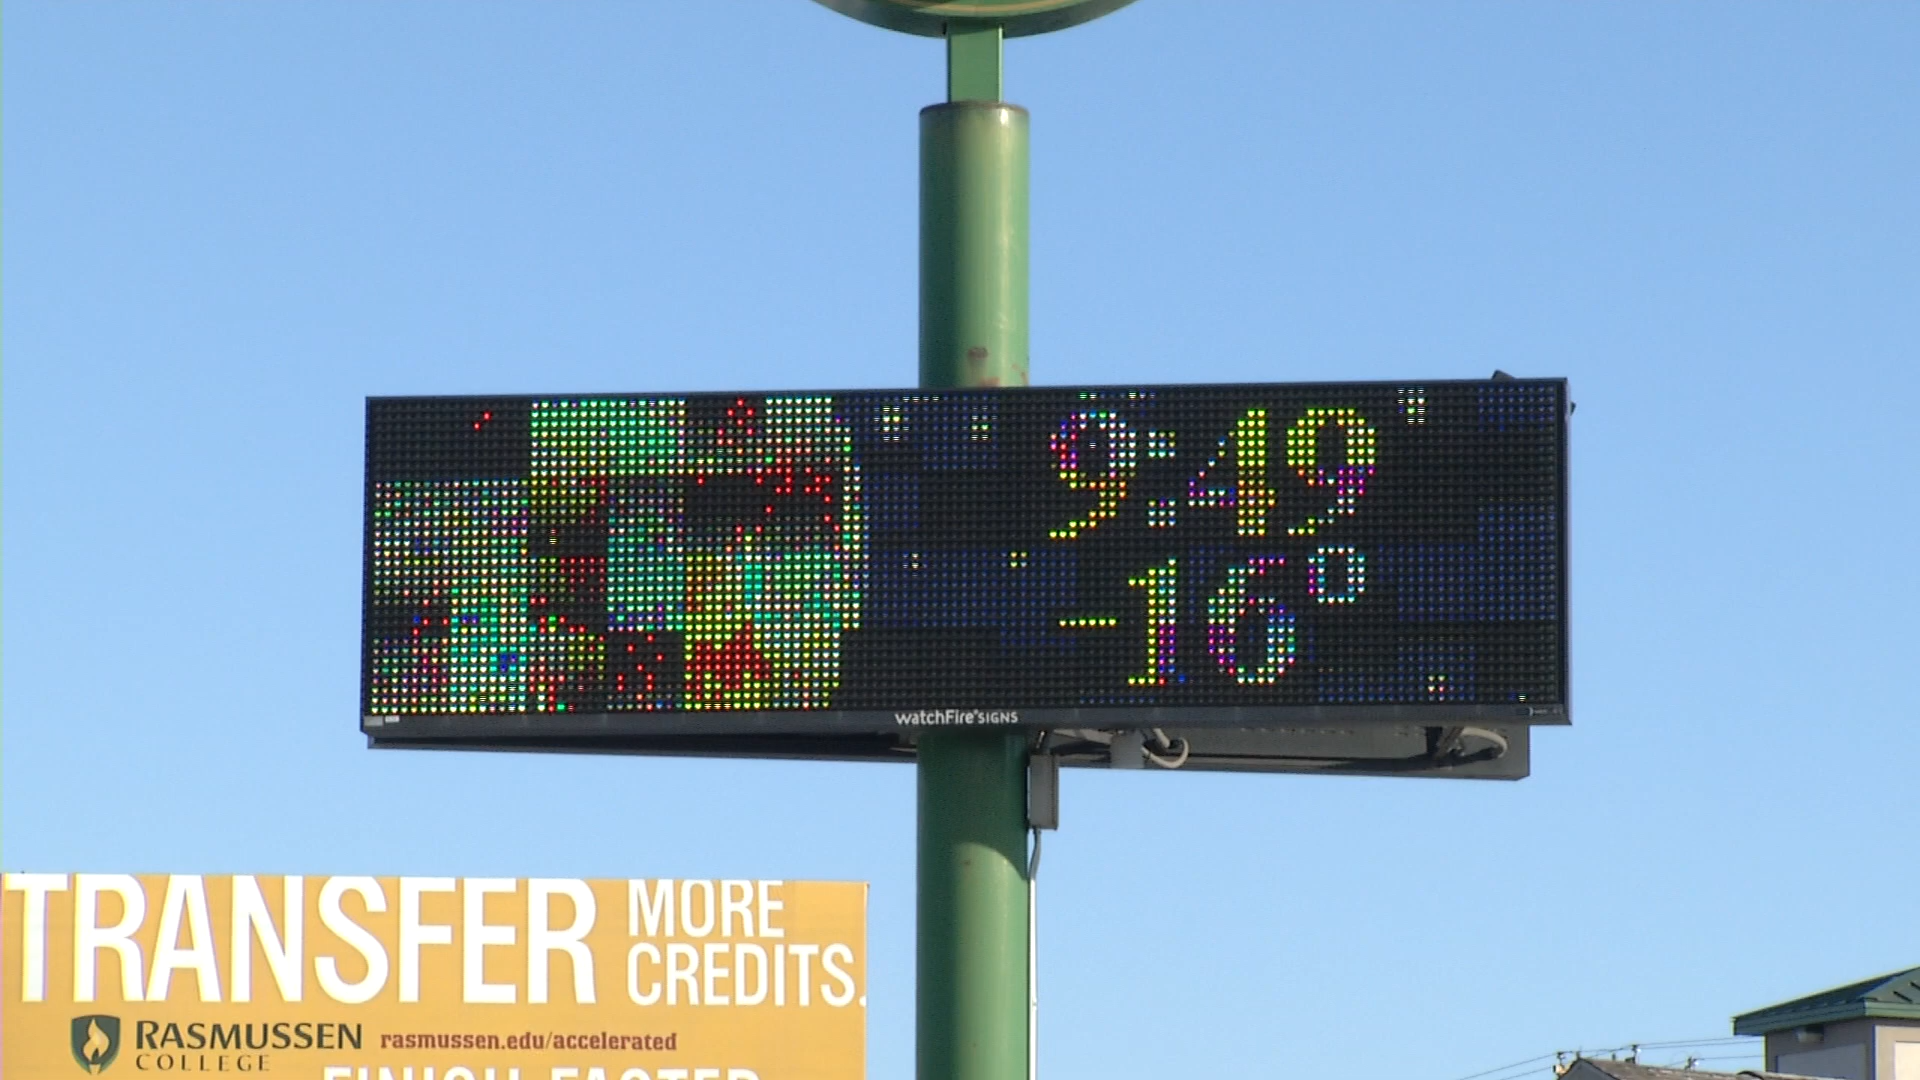 9:49
-16°
watchFire SIGNS
TRANSFER MORE CREDITS.
RASMUSSEN COLLEGE
rasmussen.edu/accelerated
FINISH FASTER